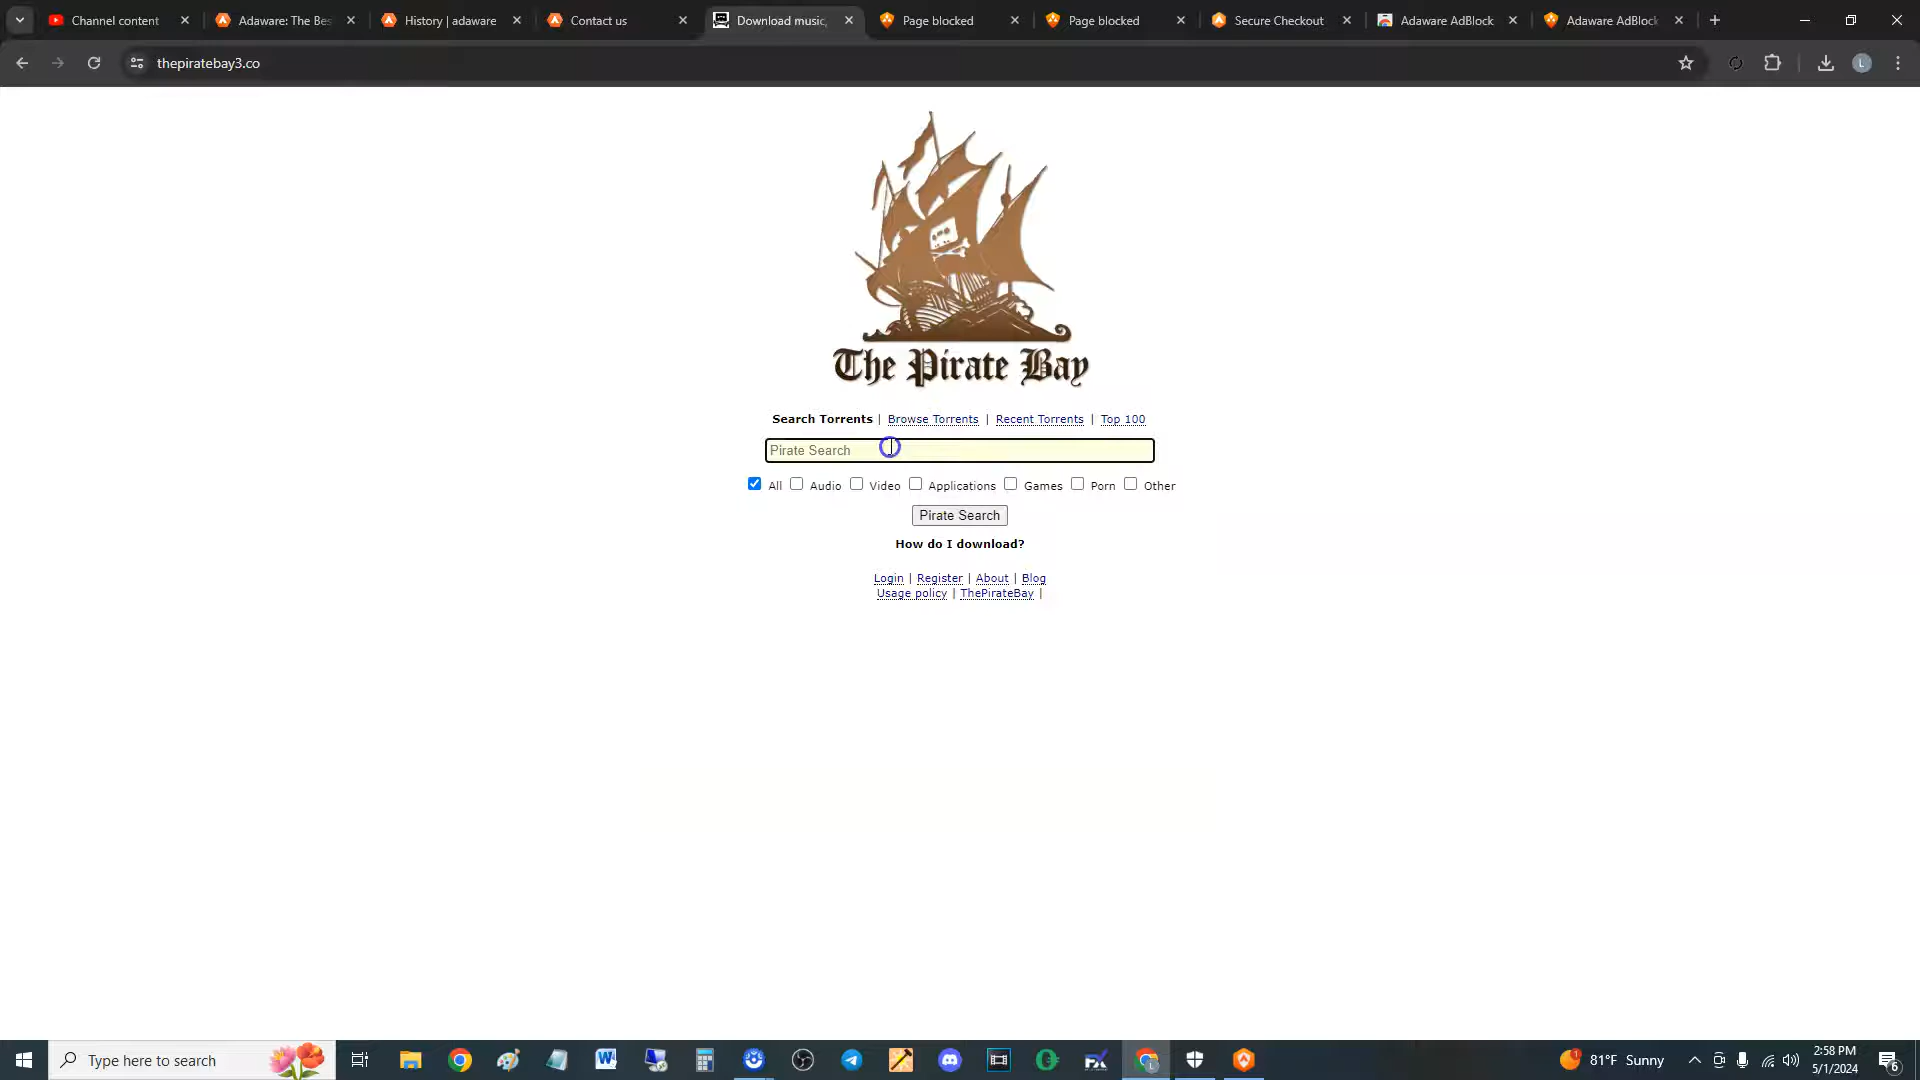 Channel content
Adaware: The Bes
History | adaware
Contact us
Download music,
Page blocked
Page blocked
Secure Checkout
Adaware AdBlock
Adaware AdBlock
thepiratebay3.co
L
The Pirate Bay
Search Torrents | Browse Torrents | Recent Torrents | Top 100
Pirate Search
All Audio Video Applications Games Porn Other
Pirate Search
How do I download?
Login | Register | About | Blog
Usage policy | ThePirateBay |
Type here to search
81°F Sunny
2:58 PM
5/1/2024
6